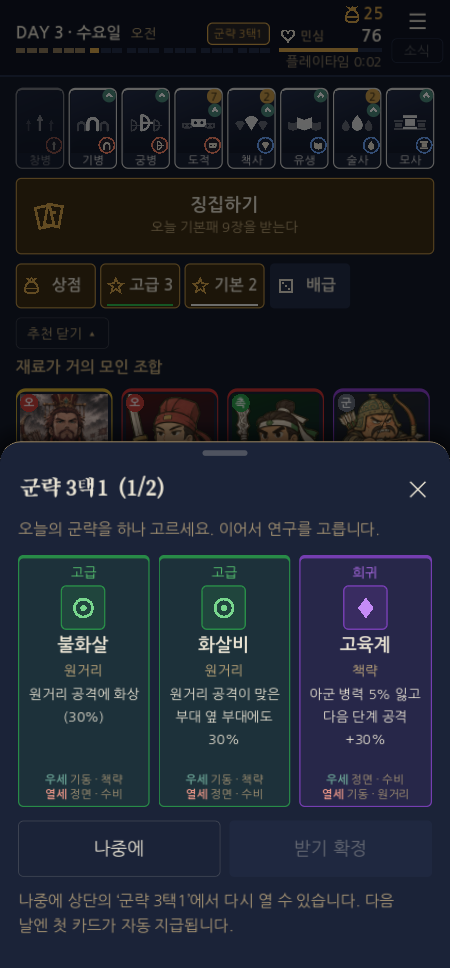 25
DAY 3 · 수요일 오전
군략 3택1
민심 76
소식
플레이타임 0:02
7
2
2
2
창병 기병 궁병 도적 책사 유생 술사 모사
징집하기
오늘 기본패 9장을 받는다
상점 고급 3 기본 2 배급
추천 닫기
재료가 거의 모인 조합
오 오 촉 군
군략 3택1 (1/2)
오늘의 군략을 하나 고르세요. 이어서 연구를 고릅니다.
고급
불화살
원거리
원거리 공격에 화상
(30%)
우세 기동 · 책략
열세 정면 · 수비
고급
화살비
원거리
원거리 공격이 맞은
부대 옆 부대에도
30%
우세 기동 · 책략
열세 정면 · 수비
희귀
고육계
책략
아군 병력 5% 잃고
다음 단계 공격
+30%
우세 정면 · 수비
열세 기동 · 원거리
나중에
받기 확정
나중에 상단의 ‘군략 3택1’에서 다시 열 수 있습니다. 다음
날엔 첫 카드가 자동 지급됩니다.